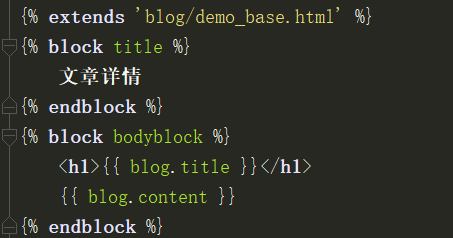 {% extends 'blog/demo_base.html' %}
{% block title %}
文章详情
{% endblock %}
{% block bodyblock %}
<h1>{{ blog.title }}</h1>
{{ blog.content }}
{% endblock %}